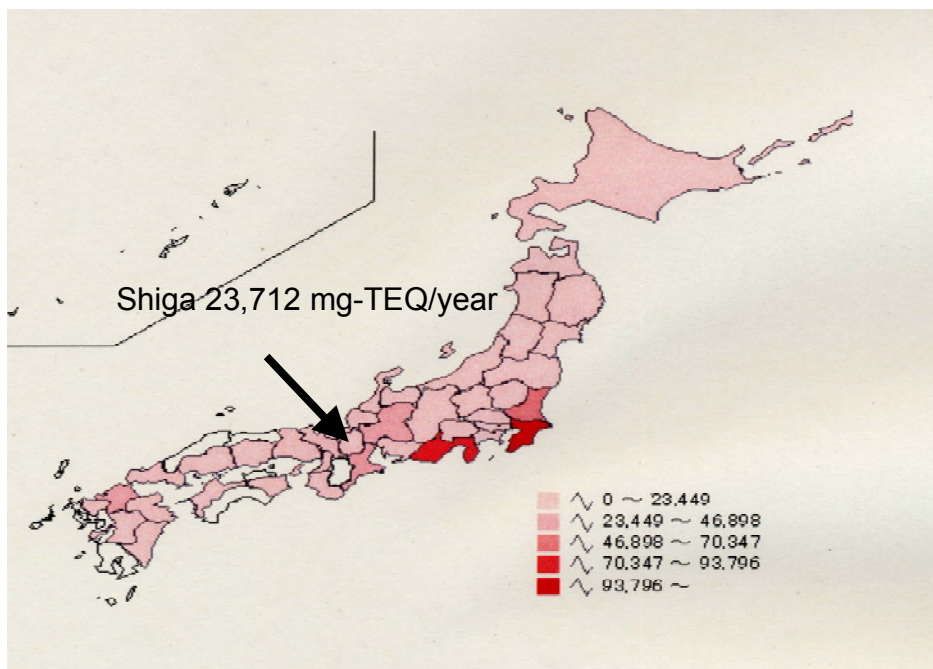 Shiga 23,712 mg-TEQ/year
0 ~ 23,449
23,449 ~ 46,898
46,898 ~ 70,347
70,347 ~ 93,796
93,796 ~